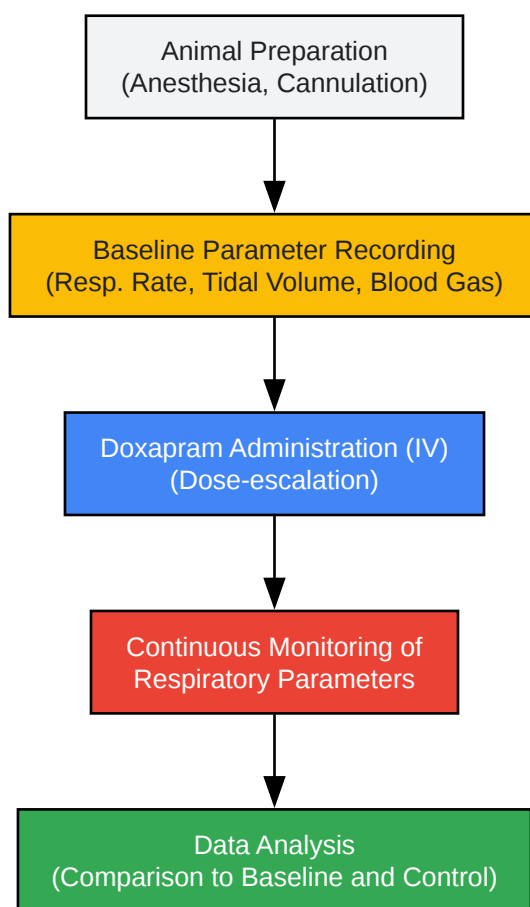 Animal Preparation
(Anesthesia, Cannulation)
Baseline Parameter Recording
(Resp. Rate, Tidal Volume, Blood Gas)
Doxapram Administration (IV)
(Dose-escalation)
Continuous Monitoring of
Respiratory Parameters
Data Analysis
(Comparison to Baseline and Control)